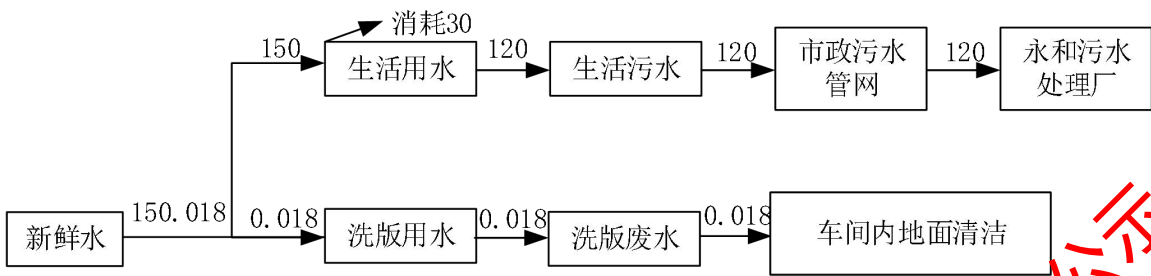 消耗30
150
生活用水
120
生活污水
120
市政污水
管网
120
永和污水
处理厂
新鲜水
150.018
0.018
洗版用水
0.018
洗版废水
0.018
车间内地面清洁
公示